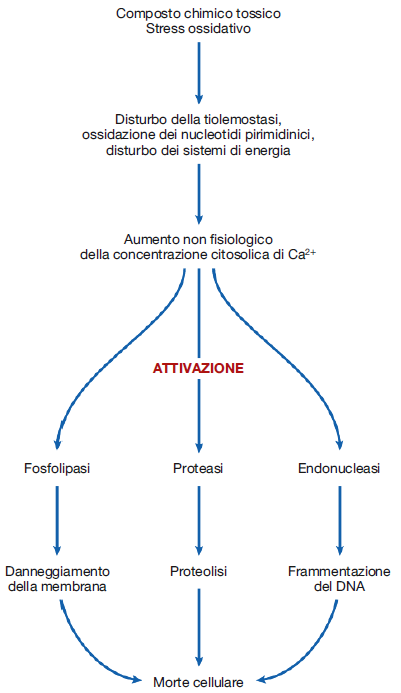 Composto chimico tossico
Stress ossidativo
Disturbo della tiolemostasi,
ossidazione dei nucleotidi pirimidinici,
disturbo dei sistemi di energia
Aumento non fisiologico
della concentrazione citosolica di Ca²⁺
ATTIVAZIONE
Fosfolipasi
Proteasi
Endonucleasi
Danneggiamento
della membrana
Proteolisi
Frammentazione
del DNA
Morte cellulare